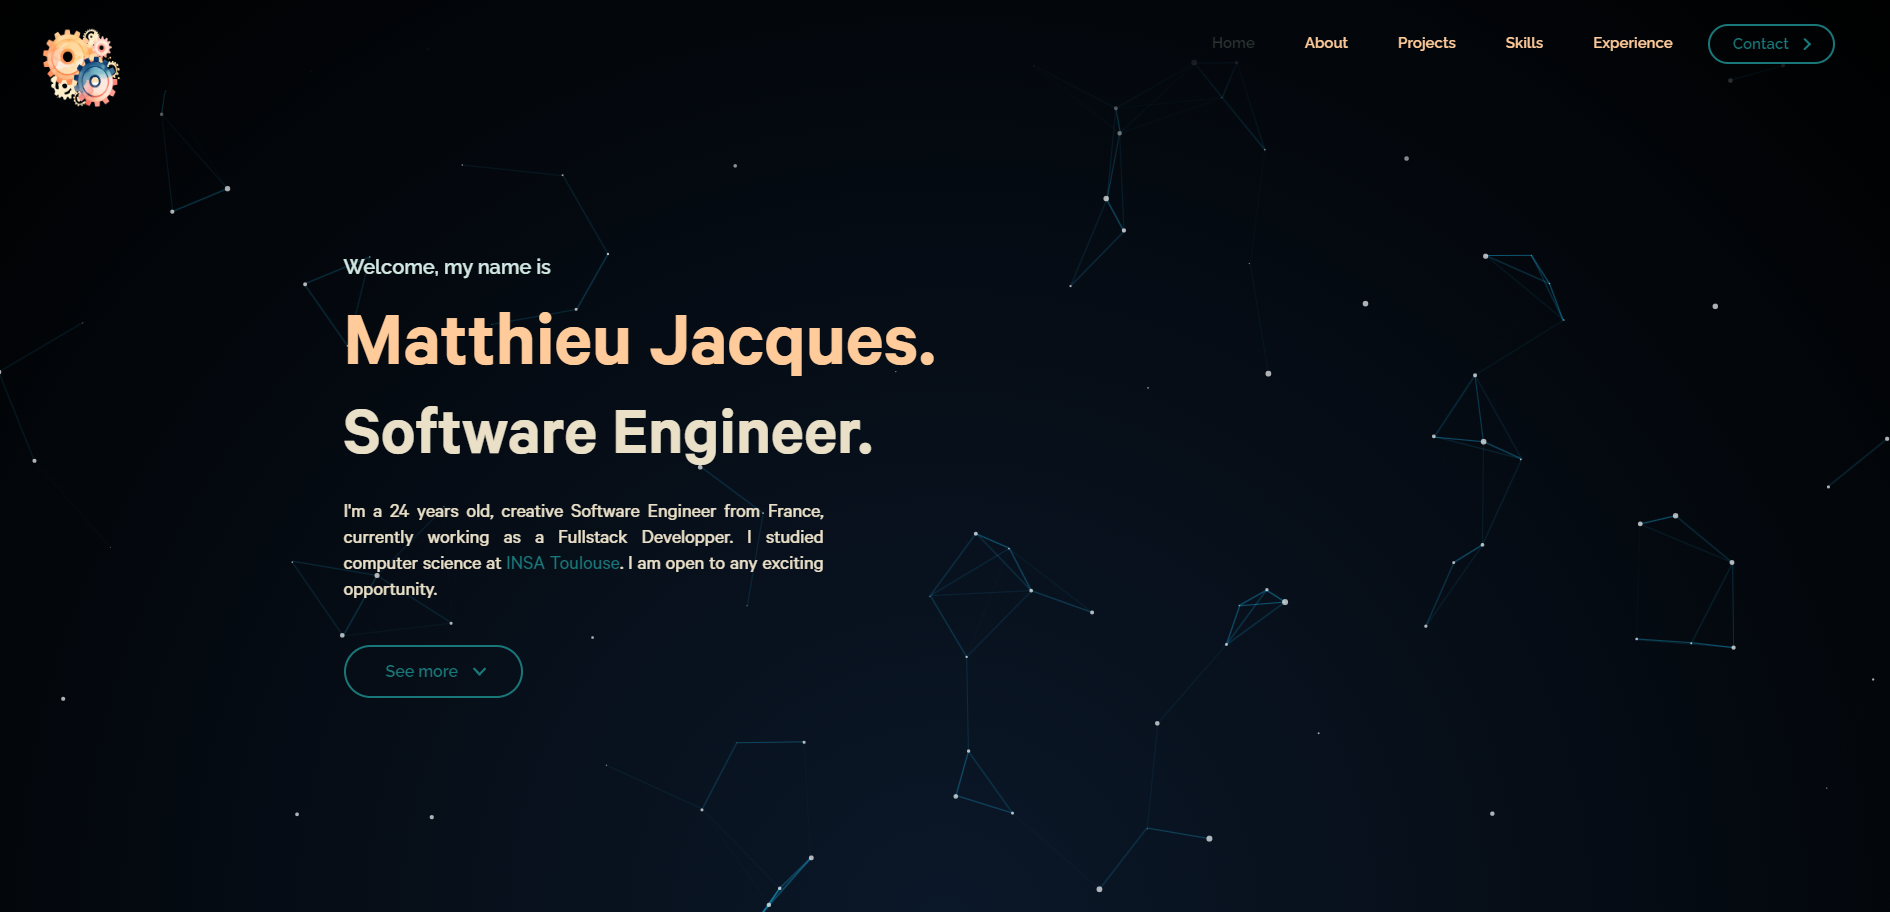 Home About Projects Skills Experience Contact
Welcome, my name is
Matthieu Jacques.
Software Engineer.
I'm a 24 years old, creative Software Engineer from France,
currently working as a Fullstack Developper. I studied
computer science at INSA Toulouse. I am open to any exciting
opportunity.
See more